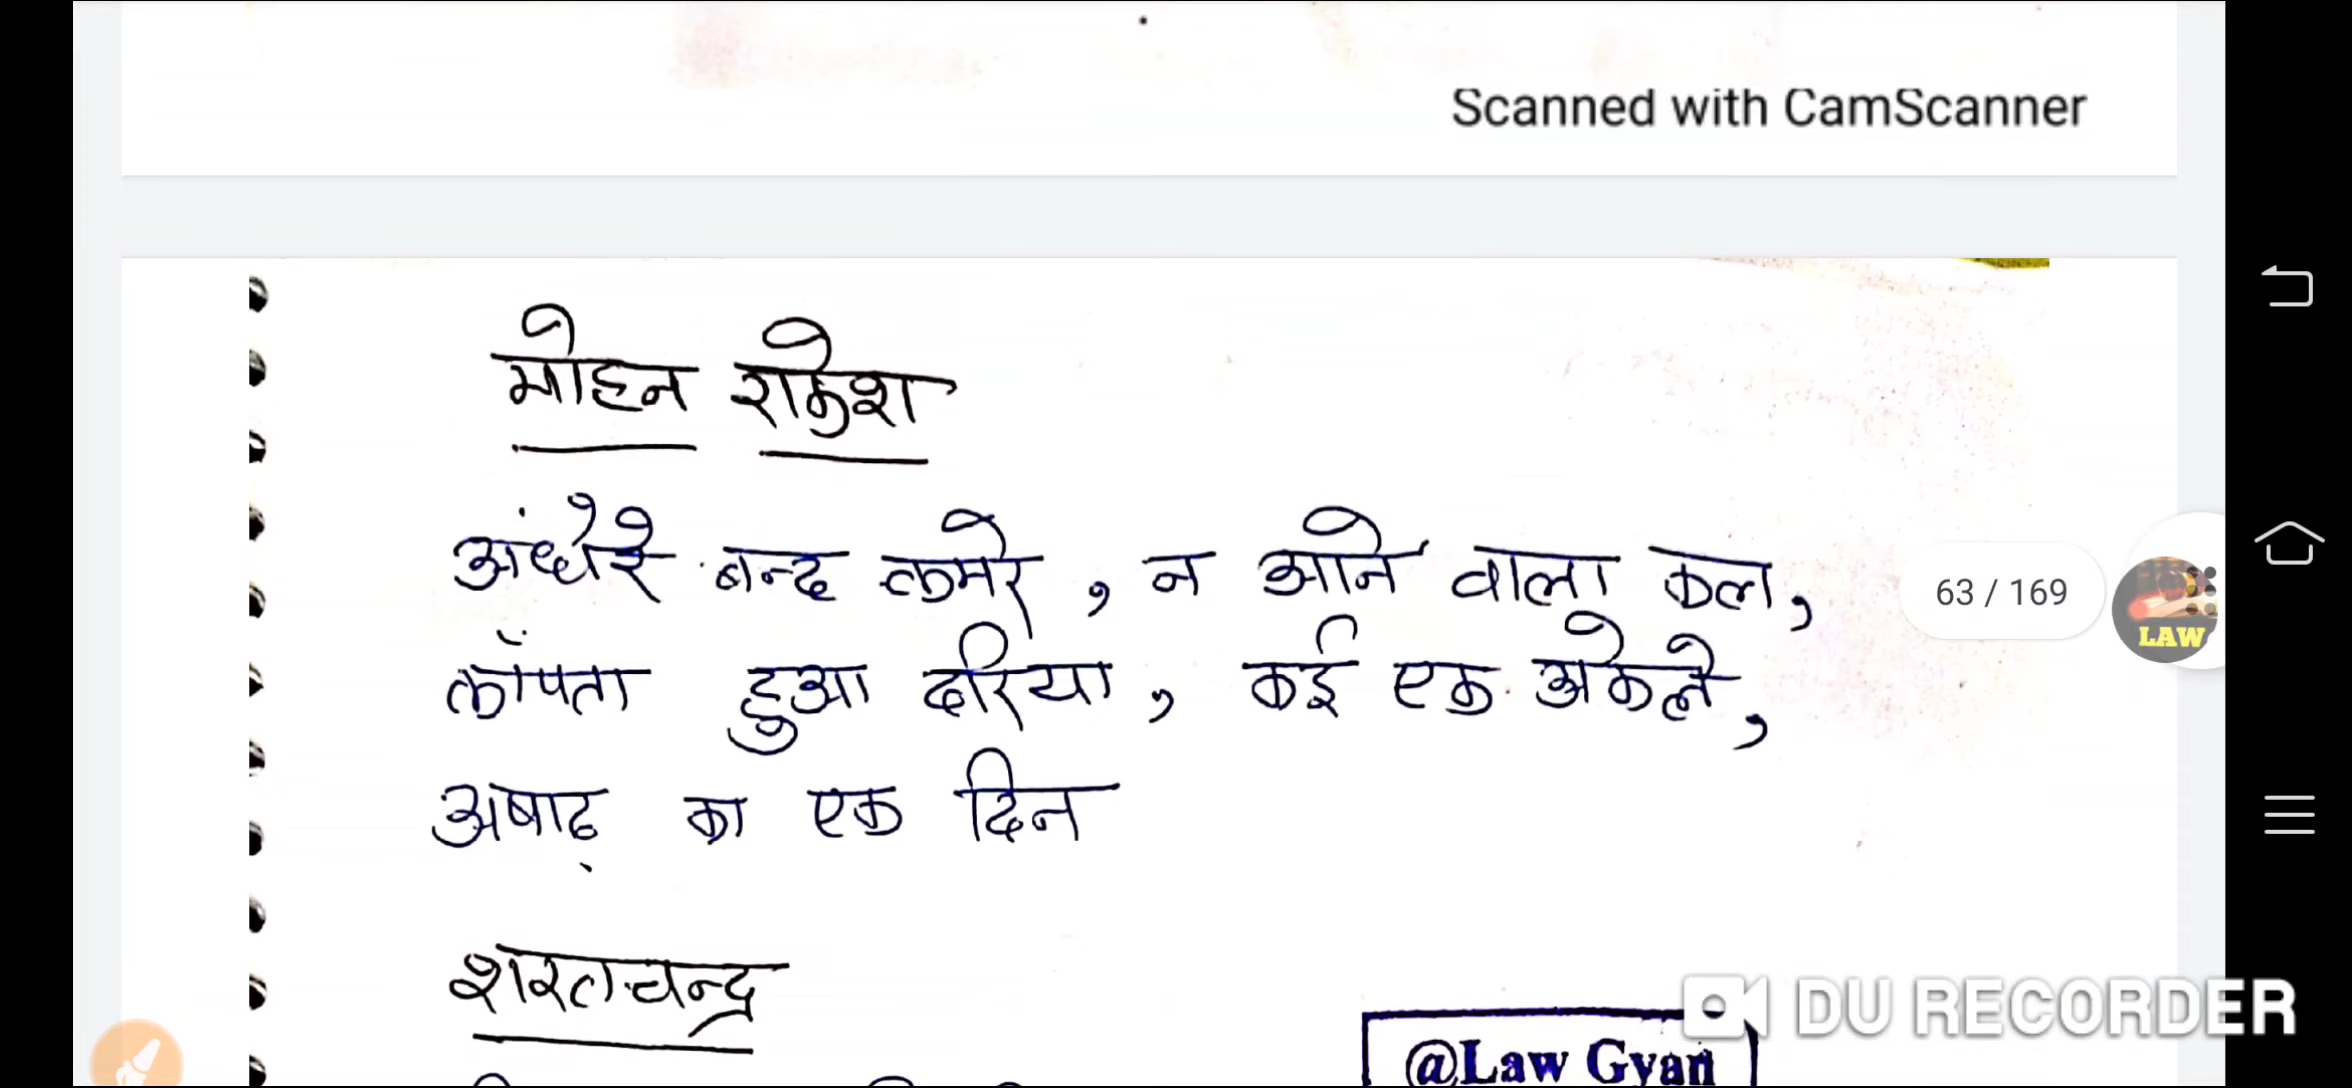 Scanned with CamScanner
मोहन राकेश
अंधेरे बन्द कमरे, न आने वाला कल,
63 / 169
LAW
काँपता हुआ दरिया, कई एक अकेले,
अषाढ़ का एक दिन
शरतचन्द्र
DU RECORDER
@Law Gyan